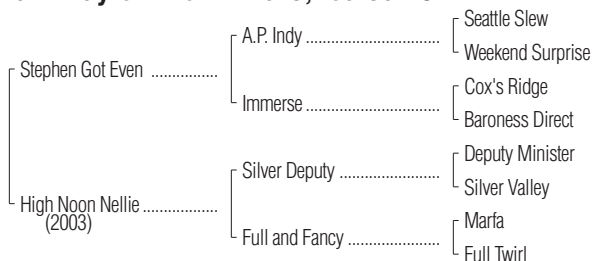 Seattle Slew
A.P. Indy
Weekend Surprise
Stephen Got Even
Cox's Ridge
Immerse
Baroness Direct
Deputy Minister
Silver Deputy
Silver Valley
High Noon Nellie
(2003)
Marfa
Full and Fancy
Full Twirl